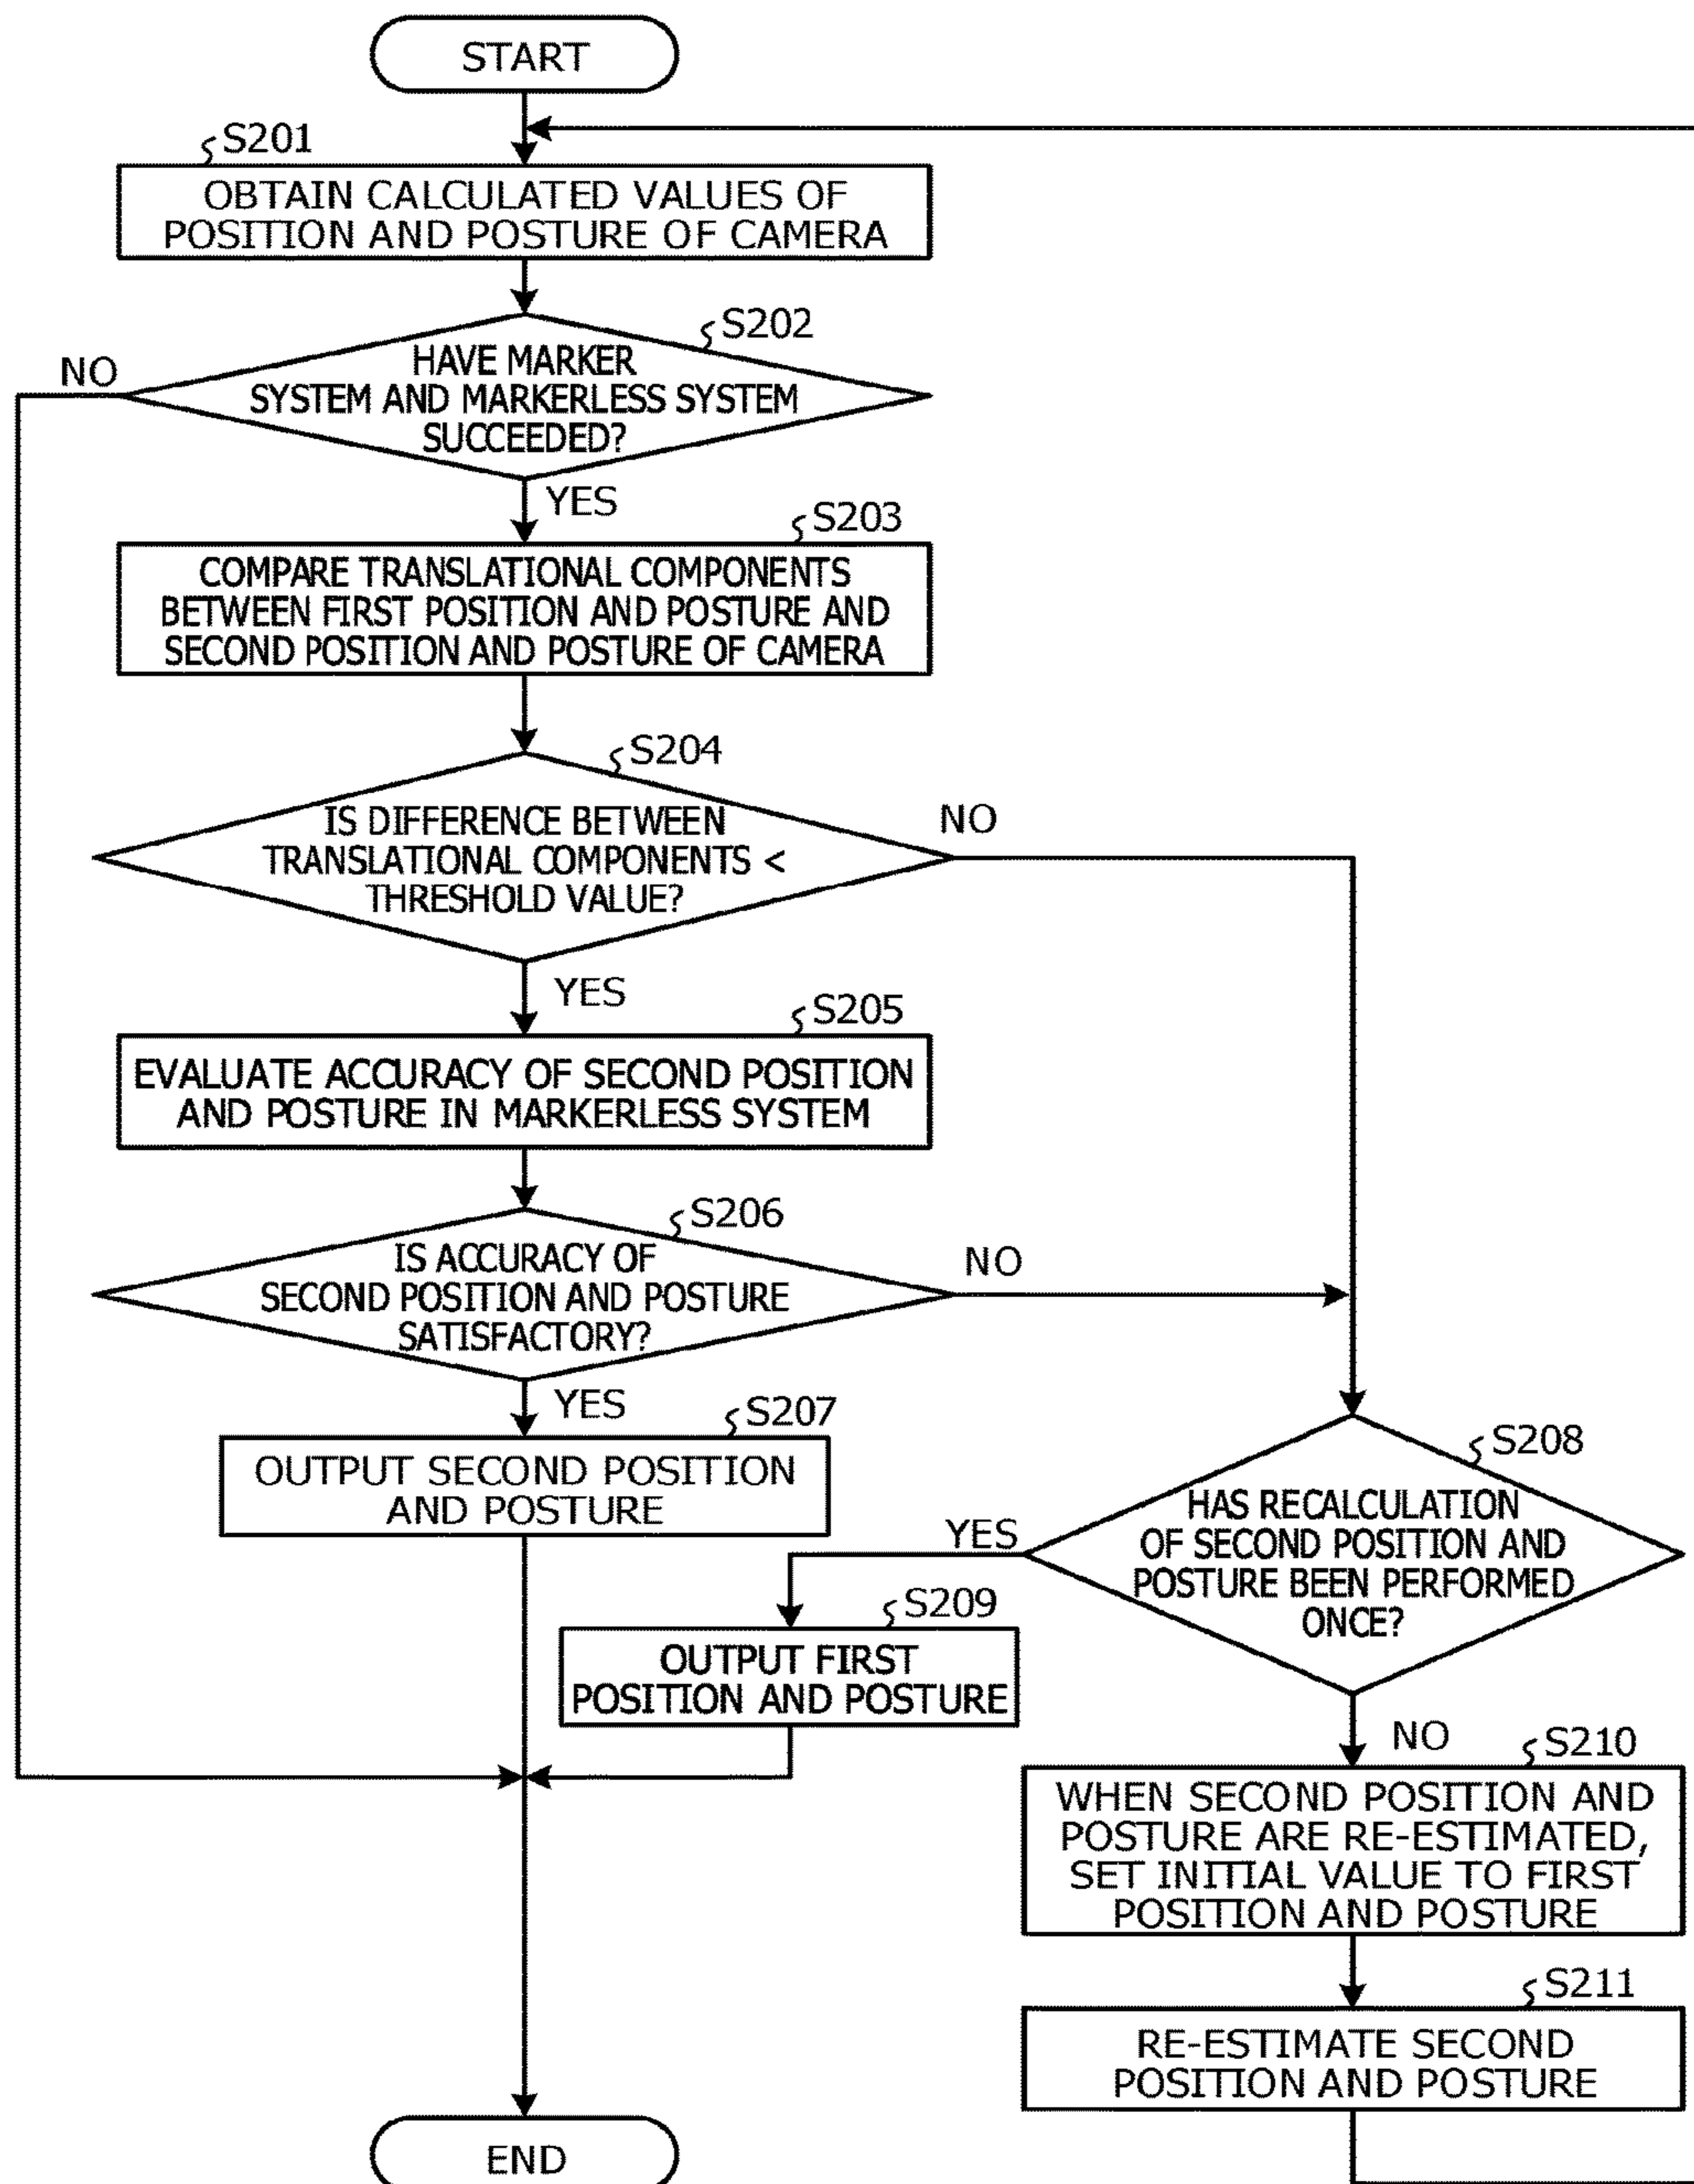 START
S201
OBTAIN CALCULATED VALUES OF
POSITION AND POSTURE OF CAMERA
S202
HAVE MARKER
SYSTEM AND MARKERLESS SYSTEM
SUCCEEDED?
NO
YES
S203
COMPARE TRANSLATIONAL COMPONENTS
BETWEEN FIRST POSITION AND POSTURE AND
SECOND POSITION AND POSTURE OF CAMERA
S204
IS DIFFERENCE BETWEEN
TRANSLATIONAL COMPONENTS <
THRESHOLD VALUE?
NO
YES
S205
EVALUATE ACCURACY OF SECOND POSITION
AND POSTURE IN MARKERLESS SYSTEM
S206
IS ACCURACY OF
SECOND POSITION AND POSTURE
SATISFACTORY?
NO
YES
S207
OUTPUT SECOND POSITION
AND POSTURE
S208
HAS RECALCULATION
OF SECOND POSITION AND
POSTURE BEEN PERFORMED
ONCE?
YES
S209
OUTPUT FIRST
POSITION AND POSTURE
NO
S210
WHEN SECOND POSITION AND
POSTURE ARE RE-ESTIMATED,
SET INITIAL VALUE TO FIRST
POSITION AND POSTURE
S211
RE-ESTIMATE SECOND
POSITION AND POSTURE
END